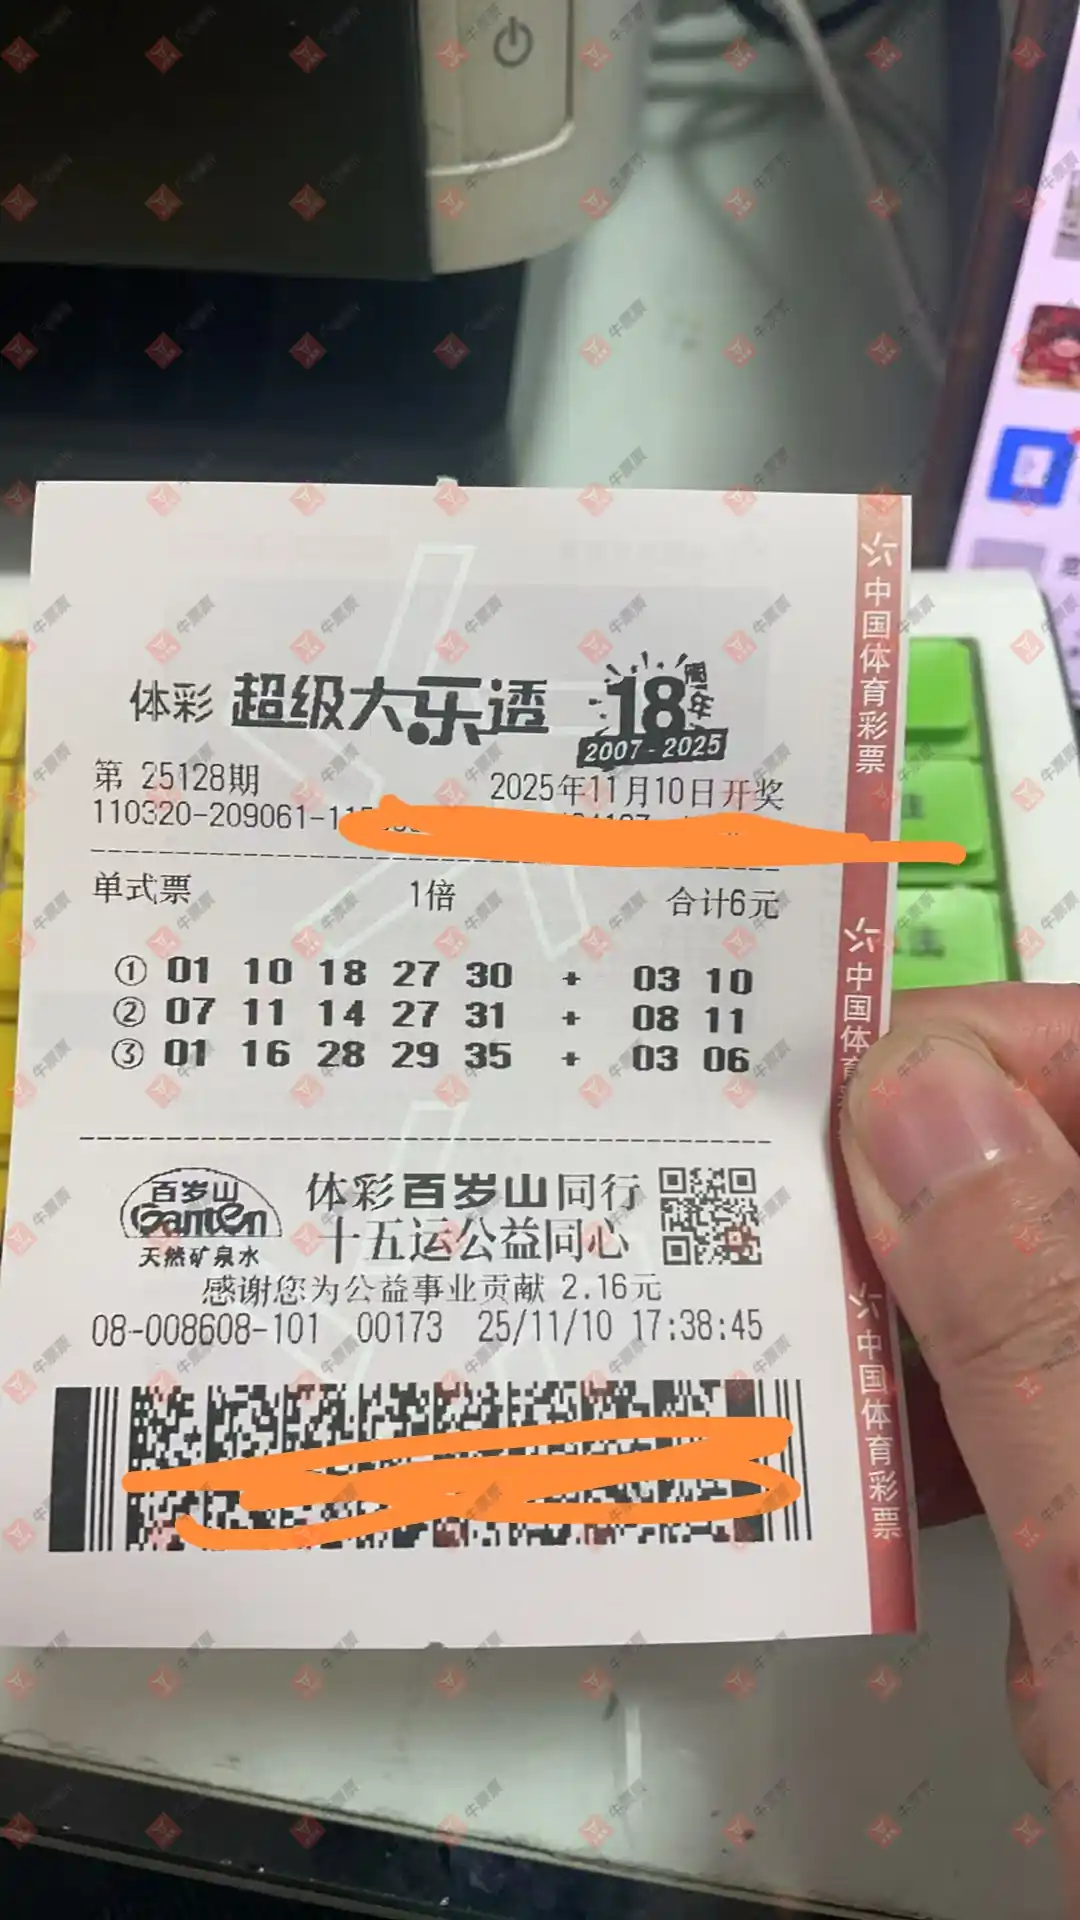 体彩 超级大乐透 18周年
2007-2025
第 25128期 2025年11月10日开奖
110320-209061-1
单式票 1倍 合计6元
① 01 10 18 27 30 + 03 10
② 07 11 14 27 31 + 08 11
③ 01 16 28 29 35 + 03 06
百岁山
Ganten
天然矿泉水
体彩百岁山同行
十五运公益同心
感谢您为公益事业贡献 2.16元
08-008608-101 00173 25/11/10 17:38:45
中国体育彩票
中国体育
中国体育彩票
牛票票